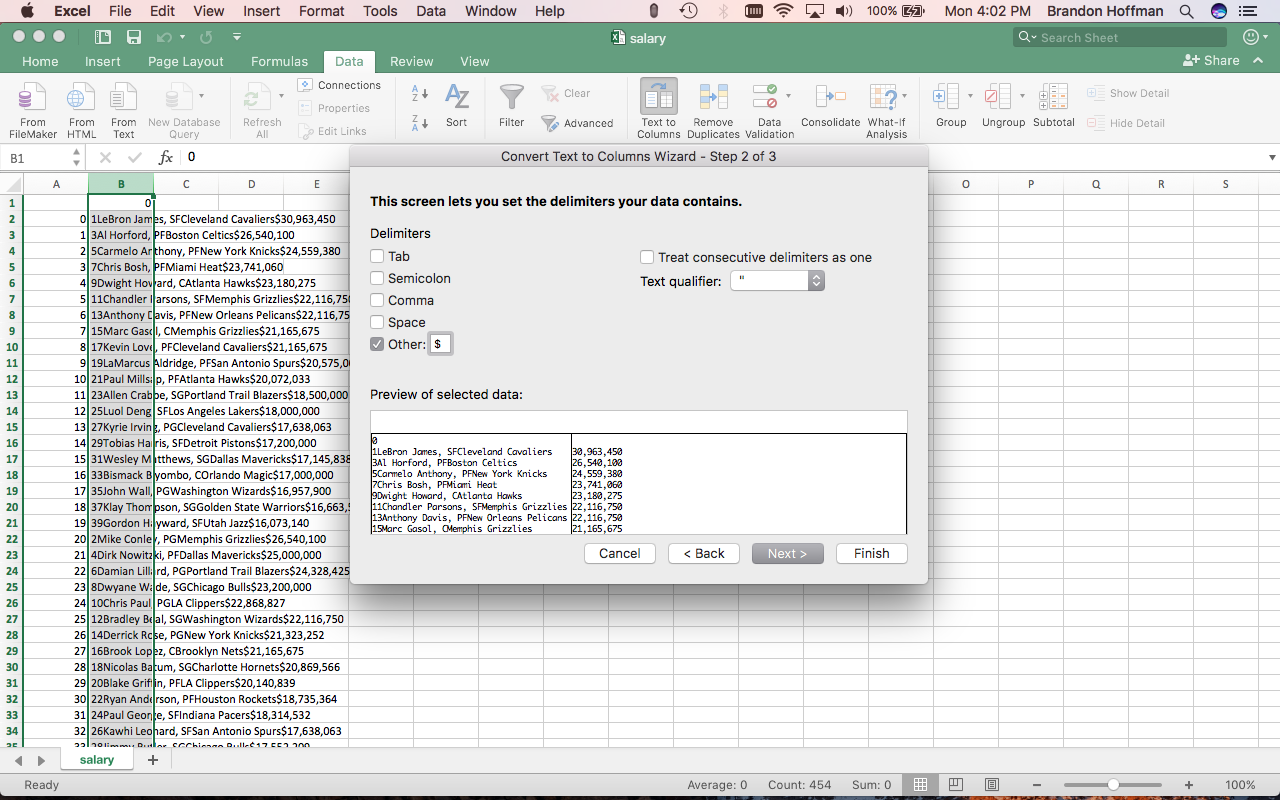 Excel File Edit View Insert Format Tools Data Window Help 100% Mon 4:02 PM Brandon Hoffman
salary
Search Sheet
Home Insert Page Layout Formulas Data Review View Share
From FileMaker
From HTML
From Text
New Database Query
Refresh All
Connections
Properties
Edit Links
Sort
Filter
Clear
Advanced
Text to Columns
Remove Duplicates
Data Validation
Consolidate
What-If Analysis
Group
Ungroup
Subtotal
Show Detail
Hide Detail
B1 fx 0
Convert Text to Columns Wizard - Step 2 of 3
This screen lets you set the delimiters your data contains.
Delimiters
Tab
Semicolon
Comma
Space
Other: $
Treat consecutive delimiters as one
Text qualifier: "
Preview of selected data:
0
1LeBron James, SFCleveland Cavaliers 30,963,450
3Al Horford, PFBoston Celtics 26,540,100
5Carmelo Anthony, PFNew York Knicks 24,559,380
7Chris Bosh, PFMiami Heat 23,741,060
9Dwight Howard, CAtlanta Hawks 23,180,275
11Chandler Parsons, SFMemphis Grizzlies 22,116,750
13Anthony Davis, PFNew Orleans Pelicans 22,116,750
15Marc Gasol, CMemphis Grizzlies 21,165,675
Cancel < Back Next > Finish
A B C D E O P Q R S
1 0
2 0 1LeBron James, SFCleveland Cavaliers$30,963,450
3 1 3Al Horford, PFBoston Celtics$26,540,100
4 2 5Carmelo Anthony, PFNew York Knicks$24,559,380
5 3 7Chris Bosh, PFMiami Heat$23,741,060
6 4 9Dwight Howard, CAtlanta Hawks$23,180,275
7 5 11Chandler Parsons, SFMemphis Grizzlies$22,116,750
8 6 13Anthony Davis, PFNew Orleans Pelicans$22,116,75
9 7 15Marc Gasol, CMemphis Grizzlies$21,165,675
10 8 17Kevin Love, PFCleveland Cavaliers$21,165,675
11 9 19LaMarcus Aldridge, PFSan Antonio Spurs$20,575,0
12 10 21Paul Millsap, PFAtlanta Hawks$20,072,033
13 11 23Allen Crabbe, SGPortland Trail Blazers$18,500,000
14 12 25Luol Deng, SFLos Angeles Lakers$18,000,000
15 13 27Kyrie Irving, PGCleveland Cavaliers$17,638,063
16 14 29Tobias Harris, SFDetroit Pistons$17,200,000
17 15 31Wesley Matthews, SGDallas Mavericks$17,145,838
18 16 33Bismack Biyombo, COrlando Magic$17,000,000
19 17 35John Wall, PGWashington Wizards$16,957,900
20 18 37Klay Thompson, SGGolden State Warriors$16,663,
21 19 39Gordon Hayward, SFUtah Jazz$16,073,140
22 20 2Mike Conley, PGMemphis Grizzlies$26,540,100
23 21 4Dirk Nowitzki, PFDallas Mavericks$25,000,000
24 22 6Damian Lillard, PGPortland Trail Blazers$24,328,425
25 23 8Dwyane Wade, SGChicago Bulls$23,200,000
26 24 10Chris Paul, PGLA Clippers$22,868,827
27 25 12Bradley Beal, SGWashington Wizards$22,116,750
28 26 14Derrick Rose, PGNew York Knicks$21,323,252
29 27 16Brook Lopez, CBrooklyn Nets$21,165,675
30 28 18Nicolas Batum, SGCharlotte Hornets$20,869,566
31 29 20Blake Griffin, PFLA Clippers$20,140,839
32 30 22Ryan Anderson, PFHouston Rockets$18,735,364
33 31 24Paul George, SFIndiana Pacers$18,314,532
34 32 26Kawhi Leonard, SFSan Antonio Spurs$17,638,063
35 33 28Jimmy Butler, SGChicago Bulls$17,552,209
salary +
Ready Average: 0 Count: 454 Sum: 0 100%